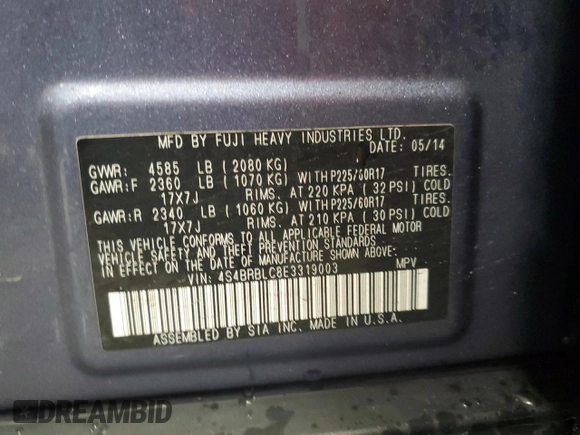 MFD BY FUJI HEAVY INDUSTRIES LTD.
DATE: 05/14
GVWR: 4585 LB (2080 KG)
GAWR:F 2360 LB (1070 KG) WITH P225/60R17 TIRES.
17X7J RIMS. AT 220 KPA (32 PSI) COLD
GAWR:R 2340 LB (1060 KG) WITH P225/60R17 TIRES.
17X7J RIMS. AT 210 KPA (30 PSI) COLD
THIS VEHICLE CONFORMS TO ALL APPLICABLE FEDERAL MOTOR
VEHICLE SAFETY AND THEFT PREVENTION STANDARDS
IN EFFECT ON THE DATE OF MANUFACTURE SHOWN ABOVE.
VIN: 4S4BRBLC8E3319003 MPV
ASSEMBLED BY SIA INC. MADE IN U.S.A.
DREAMBID